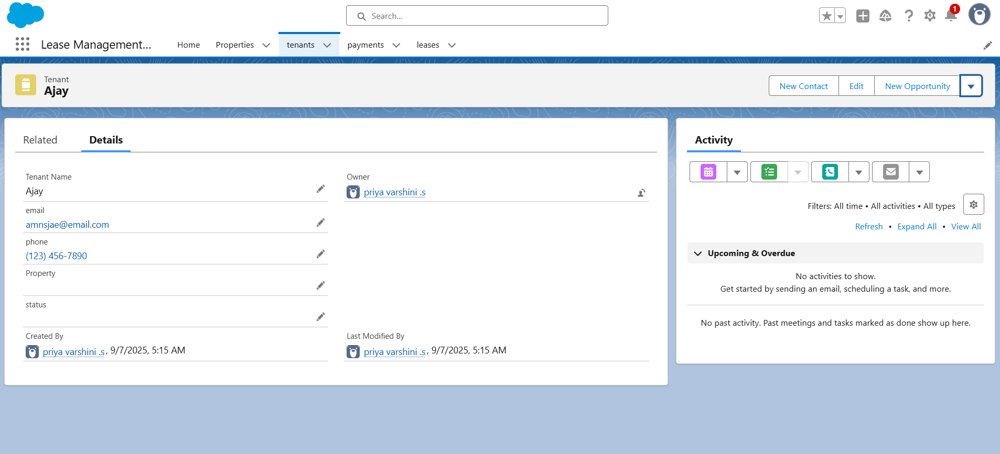 Search...
1
Lease Management...
Home
Properties
tenants
payments
leases
Tenant
Ajay
New Contact
Edit
New Opportunity
Related
Details
Tenant Name
Ajay
Owner
priya varshini .s
email
amnsjae@email.com
phone
(123) 456-7890
Property
status
Created By
priya varshini .s, 9/7/2025, 5:15 AM
Last Modified By
priya varshini .s, 9/7/2025, 5:15 AM
Activity
Filters: All time • All activities • All types
Refresh • Expand All • View All
Upcoming & Overdue
No activities to show.
Get started by sending an email, scheduling a task, and more.
No past activity. Past meetings and tasks marked as done show up here.